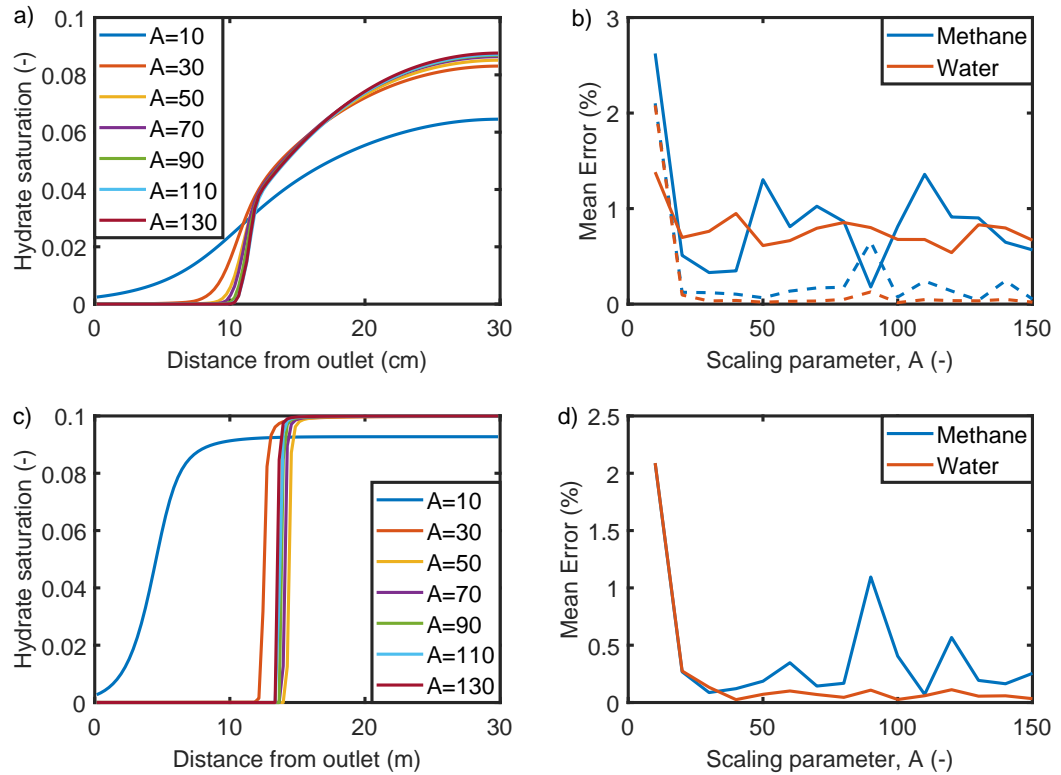 a)
0.1
0.08
0.06
0.04
0.02
0
Hydrate saturation (-)
A=10
A=30
A=50
A=70
A=90
A=110
A=130
0 10 20 30
Distance from outlet (cm)
b)
3
2
1
0
Mean Error (%)
Methane
Water
0 50 100 150
Scaling parameter, A (-)
c)
0.1
0.08
0.06
0.04
0.02
0
Hydrate saturation (-)
A=10
A=30
A=50
A=70
A=90
A=110
A=130
0 10 20 30
Distance from outlet (m)
d)
2.5
2
1.5
1
0.5
0
Mean Error (%)
Methane
Water
0 50 100 150
Scaling parameter, A (-)